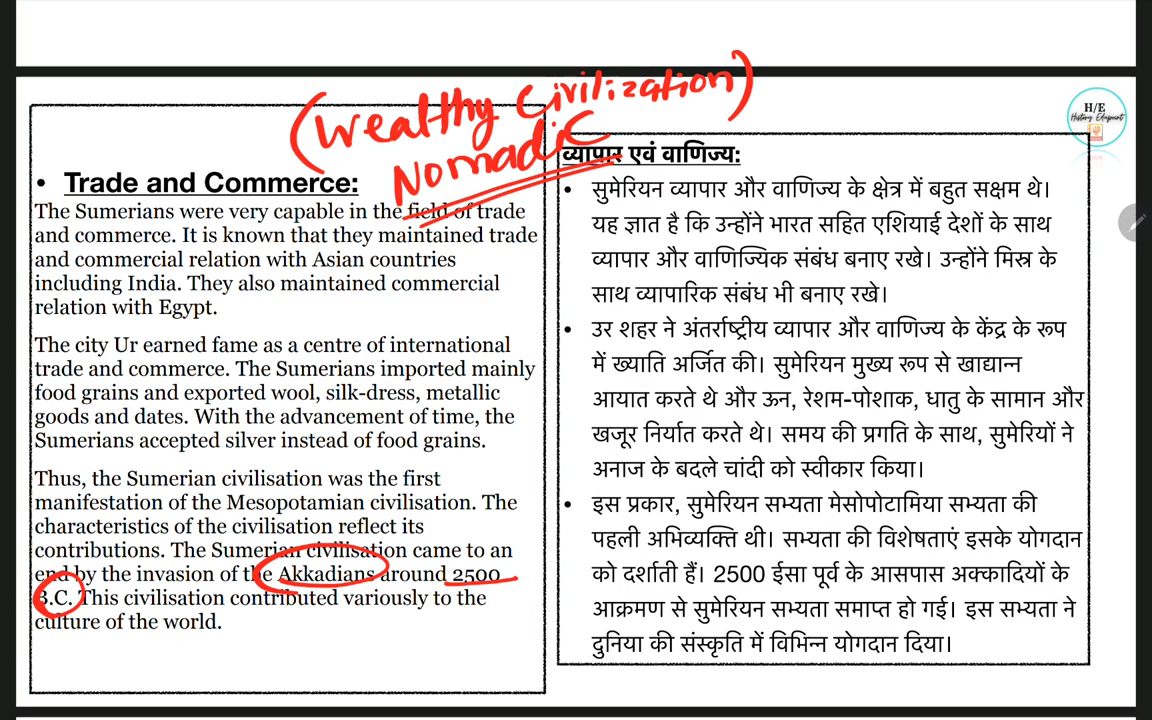 (Wealthy Civilization)
Nomadic
H/E
History Edupoint
• Trade and Commerce:
The Sumerians were very capable in the field of trade
and commerce. It is known that they maintained trade
and commercial relation with Asian countries
including India. They also maintained commercial
relation with Egypt.
The city Ur earned fame as a centre of international
trade and commerce. The Sumerians imported mainly
food grains and exported wool, silk-dress, metallic
goods and dates. With the advancement of time, the
Sumerians accepted silver instead of food grains.
Thus, the Sumerian civilisation was the first
manifestation of the Mesopotamian civilisation. The
characteristics of the civilisation reflect its
contributions. The Sumerian civilisation came to an
end by the invasion of the Akkadians around 2500
B.C. This civilisation contributed variously to the
culture of the world.
व्यापार एवं वाणिज्य:
• सुमेरियन व्यापार और वाणिज्य के क्षेत्र में बहुत सक्षम थे।
यह ज्ञात है कि उन्होंने भारत सहित एशियाई देशों के साथ
व्यापार और वाणिज्यिक संबंध बनाए रखे। उन्होंने मिस्र के
साथ व्यापारिक संबंध भी बनाए रखे।
• उर शहर ने अंतर्राष्ट्रीय व्यापार और वाणिज्य के केंद्र के रूप
में ख्याति अर्जित की। सुमेरियन मुख्य रूप से खाद्यान्न
आयात करते थे और ऊन, रेशम-पोशाक, धातु के सामान और
खजूर निर्यात करते थे। समय की प्रगति के साथ, सुमेरियों ने
अनाज के बदले चांदी को स्वीकार किया।
• इस प्रकार, सुमेरियन सभ्यता मेसोपोटामिया सभ्यता की
पहली अभिव्यक्ति थी। सभ्यता की विशेषताएं इसके योगदान
को दर्शाती हैं। 2500 ईसा पूर्व के आसपास अक्कादियों के
आक्रमण से सुमेरियन सभ्यता समाप्त हो गई। इस सभ्यता ने
दुनिया की संस्कृति में विभिन्न योगदान दिया।